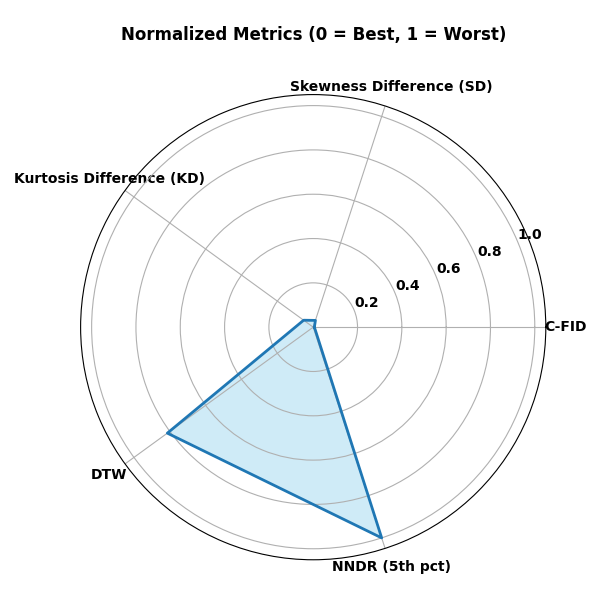 Normalized Metrics (0 = Best, 1 = Worst)
Skewness Difference (SD)
Kurtosis Difference (KD)
1.0
0.8
0.6
0.4
0.2
C-FID
DTW
NNDR (5th pct)